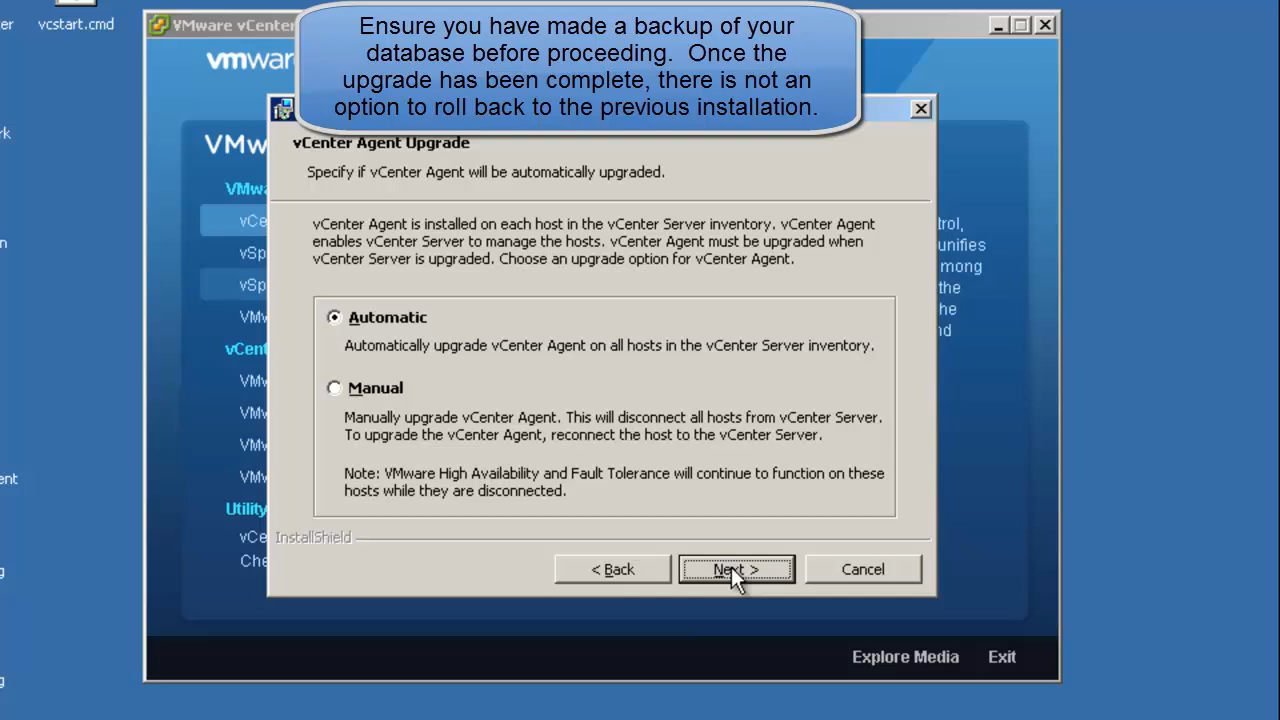 vcstart.cmd
VMware vCenter
Ensure you have made a backup of your
database before proceeding. Once the
upgrade has been complete, there is not an
option to roll back to the previous installation.
vCenter Agent Upgrade
Specify if vCenter Agent will be automatically upgraded.
vCenter Agent is installed on each host in the vCenter Server inventory. vCenter Agent
enables vCenter Server to manage the hosts. vCenter Agent must be upgraded when
vCenter Server is upgraded. Choose an upgrade option for vCenter Agent.
Automatic
Automatically upgrade vCenter Agent on all hosts in the vCenter Server inventory.
Manual
Manually upgrade vCenter Agent. This will disconnect all hosts from vCenter Server.
To upgrade the vCenter Agent, reconnect the host to the vCenter Server.
Note: VMware High Availability and Fault Tolerance will continue to function on these
hosts while they are disconnected.
InstallShield
< Back
Next >
Cancel
Utility
the
Explore Media
Exit